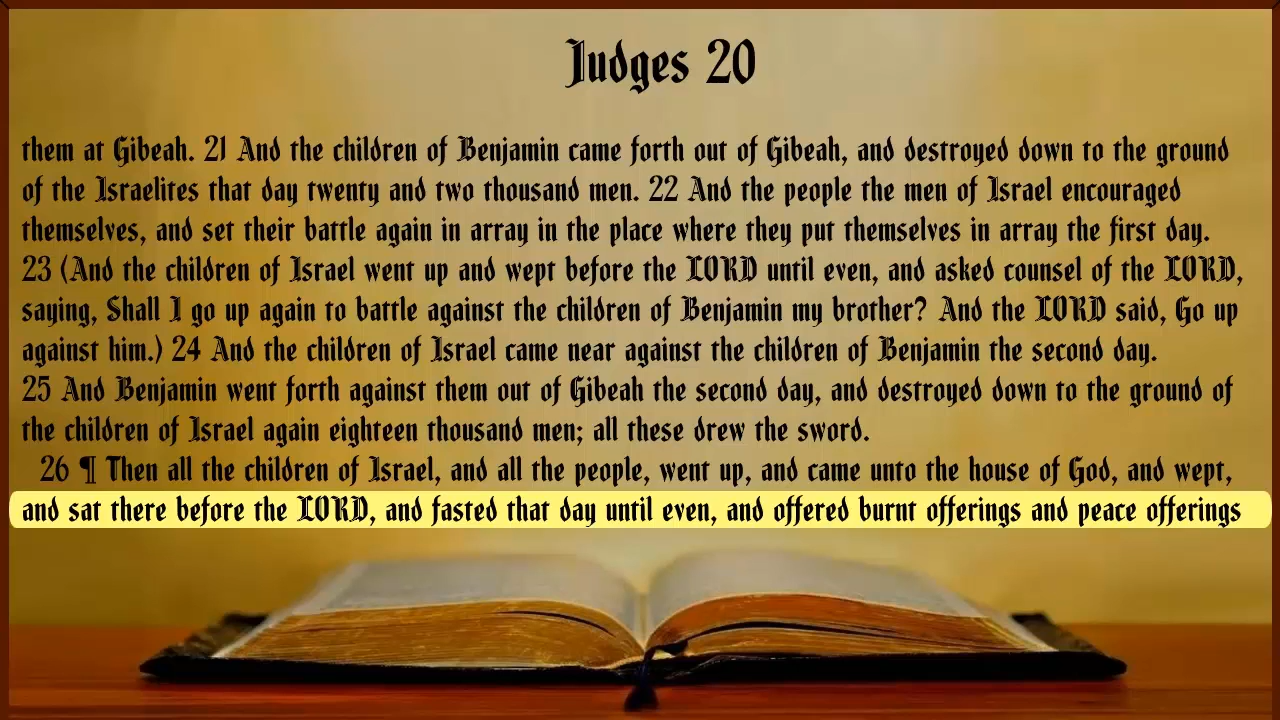 Judges 20
them at Gibeah. 21 And the children of Benjamin came forth out of Gibeah, and destroyed down to the ground
of the Israelites that day twenty and two thousand men. 22 And the people the men of Israel encouraged
themselves, and set their battle again in array in the place where they put themselves in array the first day.
23 (And the children of Israel went up and wept before the LORD until even, and asked counsel of the LORD,
saying, Shall I go up again to battle against the children of Benjamin my brother? And the LORD said, Go up
against him.) 24 And the children of Israel came near against the children of Benjamin the second day.
25 And Benjamin went forth against them out of Gibeah the second day, and destroyed down to the ground of
the children of Israel again eighteen thousand men; all these drew the sword.
26 ¶ Then all the children of Israel, and all the people, went up, and came unto the house of God, and wept,
and sat there before the LORD, and fasted that day until even, and offered burnt offerings and peace offerings